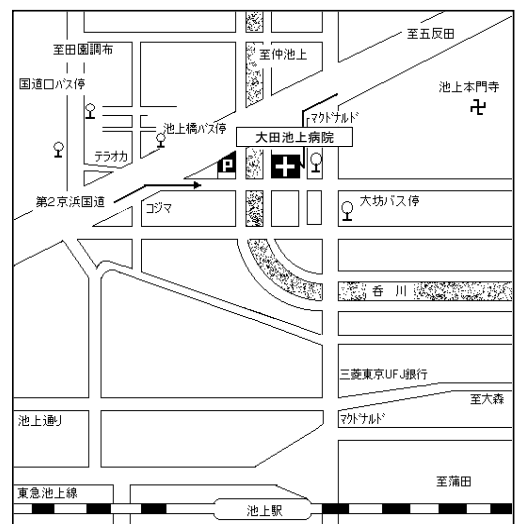 至五反田
至田園調布
至仲池上
国道口バス停
池上本門寺
マクドナルド
池上橋バス停
大田池上病院
テラオカ
P
第2京浜国道
コジマ
大坊バス停
呑川
三菱東京UFJ銀行
至大森
池上通り
マクドナルド
至蒲田
東急池上線
池上駅